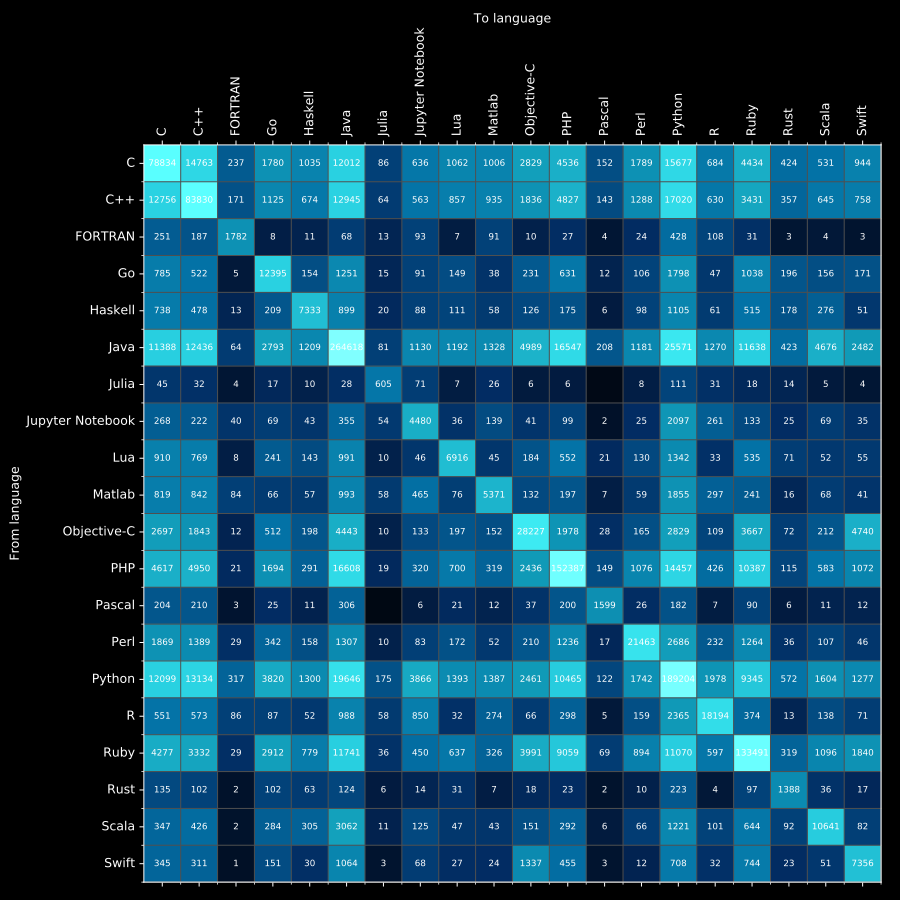 To language
C C++ FORTRAN Go Haskell Java Julia Jupyter Notebook Lua Matlab Objective-C PHP Pascal Perl Python R Ruby Rust Scala Swift
From language
C 78834 14763 237 1780 1035 12012 86 636 1062 1006 2829 4536 152 1789 15677 684 4434 424 531 944
C++ 12756 83330 171 1125 674 12945 64 563 857 935 1836 4827 143 1288 17020 630 3431 357 645 758
FORTRAN 251 187 1782 8 11 68 13 93 7 91 10 27 4 24 428 108 31 3 4 3
Go 785 522 5 12395 154 1251 15 91 149 38 231 631 12 106 1798 47 1038 196 156 171
Haskell 738 478 13 209 7333 899 20 88 111 58 126 175 6 98 1105 61 515 178 276 51
Java 11388 12436 64 2793 1209 81 1130 1192 1328 4989 16547 208 1181 25571 1270 11638 423 4676 2482
Julia 45 32 4 17 10 28 605 71 7 26 6 6 8 111 31 18 14 5 4
Jupyter Notebook 268 222 40 69 43 355 54 4480 36 139 41 99 2 25 2097 261 133 25 69 35
Lua 910 769 8 241 143 991 10 46 6916 45 184 552 21 130 1342 33 535 71 52 55
Matlab 819 842 84 66 57 993 58 465 76 5371 132 197 7 59 1855 297 241 16 68 41
Objective-C 2697 1843 12 512 198 4443 10 133 197 152 28227 1978 28 165 2829 109 3667 72 212 4740
PHP 4617 4950 21 1694 291 16608 19 320 700 319 2436 149 1076 14457 426 10387 115 583 1072
Pascal 204 210 3 25 11 306 6 21 12 37 200 1599 26 182 7 90 6 11 12
Perl 1869 1389 29 342 158 1307 10 83 172 52 210 1236 17 21463 2686 232 1264 36 107 46
Python 12099 13134 317 3820 1300 19646 175 3866 1393 1387 2461 10465 122 1742 189204 1978 9345 572 1604 1277
R 551 573 86 87 52 988 58 850 32 274 66 298 5 159 2365 18194 374 13 138 71
Ruby 4277 3332 29 2912 779 11741 36 450 637 326 3991 9059 69 894 11070 597 319 1096 1840
Rust 135 102 2 102 63 124 6 14 31 7 18 23 2 10 223 4 97 1388 36 17
Scala 347 426 2 284 305 3062 11 125 47 43 151 292 6 66 1221 101 644 92 10641 82
Swift 345 311 1 151 30 1064 3 68 27 24 1337 455 3 12 708 32 744 23 51 7356